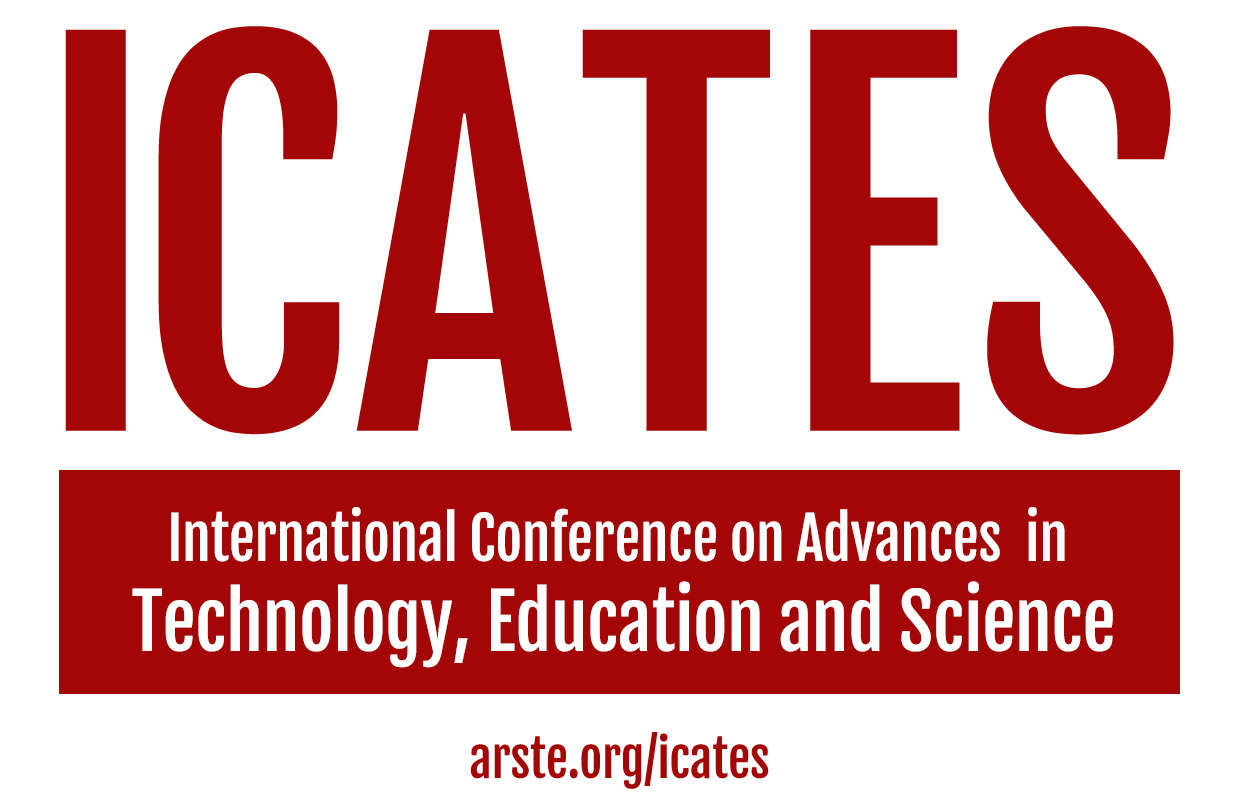 ICATES
International Conference on Advances in
Technology, Education and Science
arste.org/icates